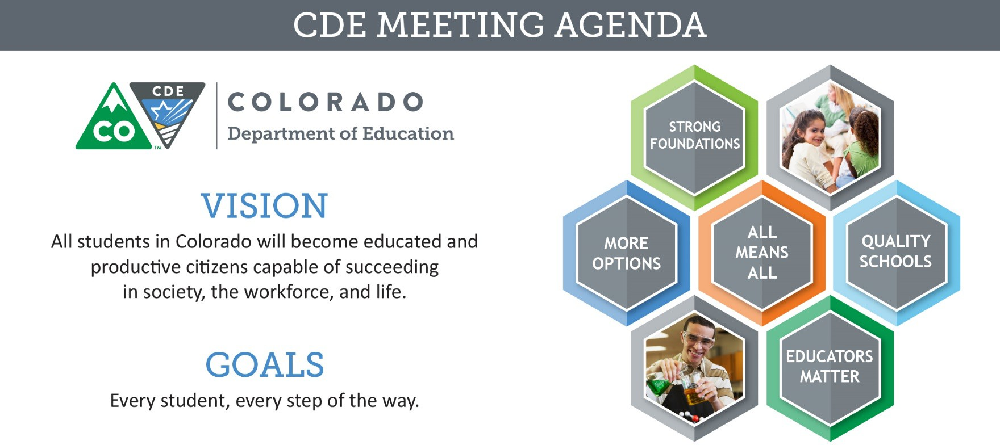 CDE MEETING AGENDA
CO
CDE
TM
COLORADO
Department of Education
VISION
All students in Colorado will become educated and
productive citizens capable of succeeding
in society, the workforce, and life.
GOALS
Every student, every step of the way.
STRONG
FOUNDATIONS
MORE
OPTIONS
ALL
MEANS
ALL
QUALITY
SCHOOLS
EDUCATORS
MATTER